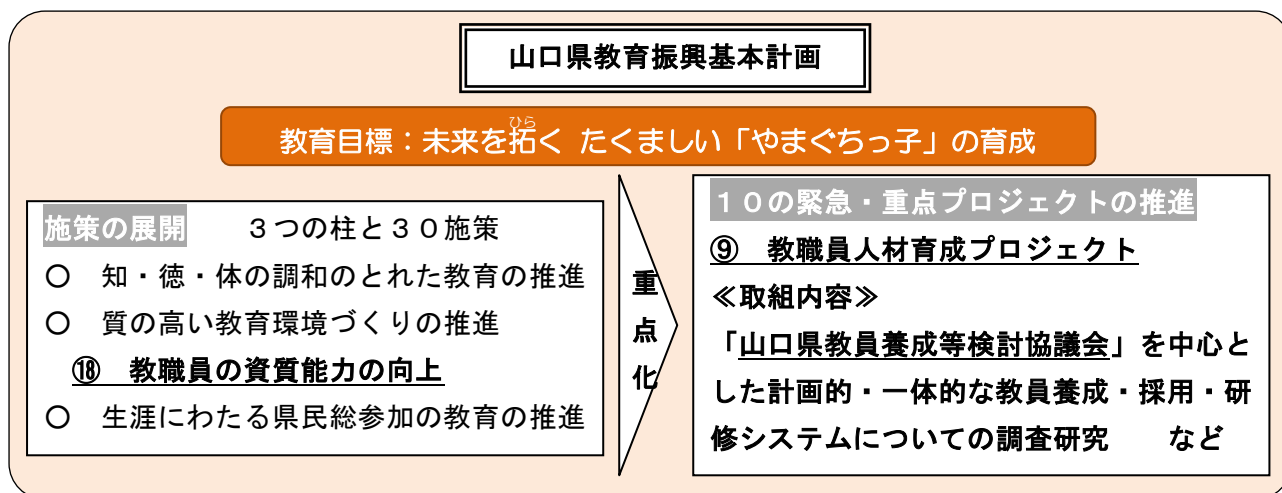 山口県教育振興基本計画
ひら
教育目標：未来を拓く たくましい「やまぐちっ子」の育成
施策の展開　　３つの柱と３０施策
○　知・徳・体の調和のとれた教育の推進
○　質の高い教育環境づくりの推進
⑱　教職員の資質能力の向上
○　生涯にわたる県民総参加の教育の推進
重
点
化
１０の緊急・重点プロジェクトの推進
⑨　教職員人材育成プロジェクト
≪取組内容≫
「山口県教員養成等検討協議会」を中心と
した計画的・一体的な教員養成・採用・研
修システムについての調査研究　　など